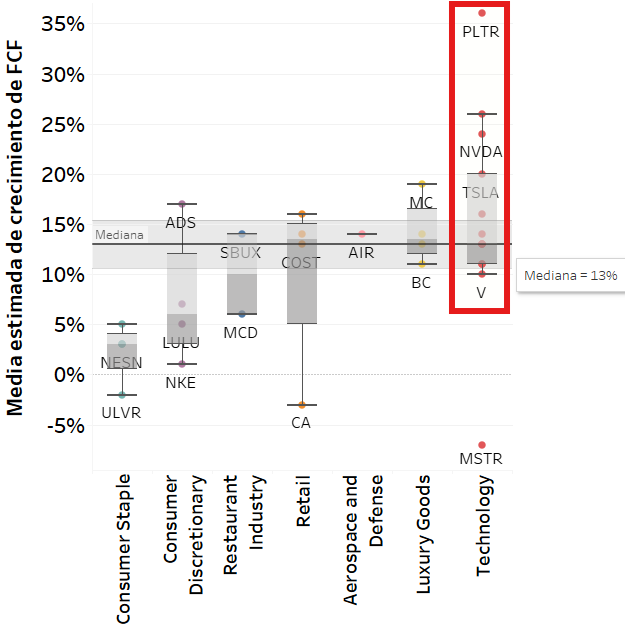 Media estimada de crecimiento de FCF
35%
30%
25%
20%
15%
10%
5%
0%
-5%
PLTR
NVDA
TSLA
MC
ADS
Mediana
SBUX
COST
AIR
Mediana = 13%
BC
V
MCD
LULU
NESN
NKE
ULVR
CA
MSTR
Consumer Staple
Consumer
Discretionary
Restaurant
Industry
Retail
Aerospace and
Defense
Luxury Goods
Technology